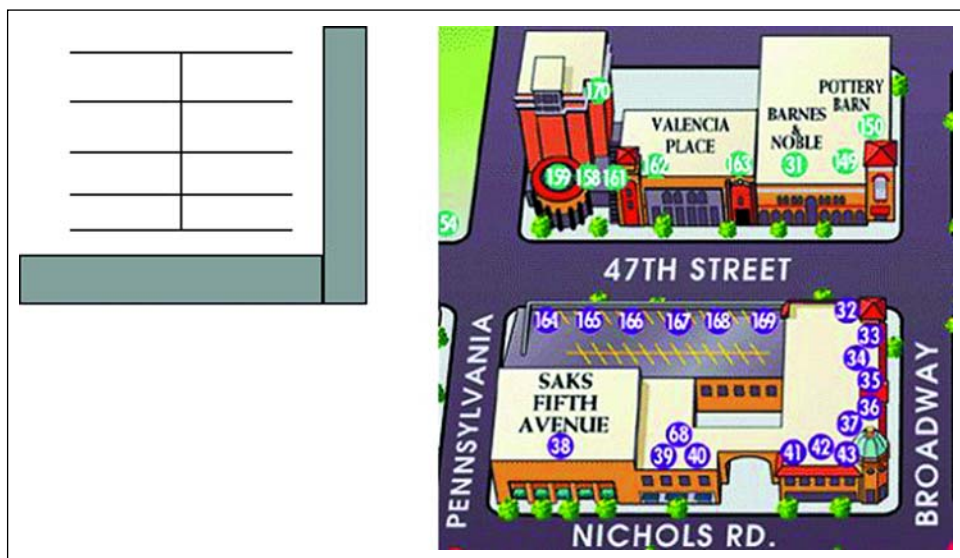 170
POTTERY
BARN
150
VALENCIA
PLACE
BARNES
&
NOBLE
162
163
31
149
159
158
161
54
47TH STREET
164
165
166
167
168
169
32
33
34
35
36
37
SAKS
FIFTH
AVENUE
38
68
39
40
41
42
43
PENNSYLVANIA
BROADWAY
NICHOLS RD.